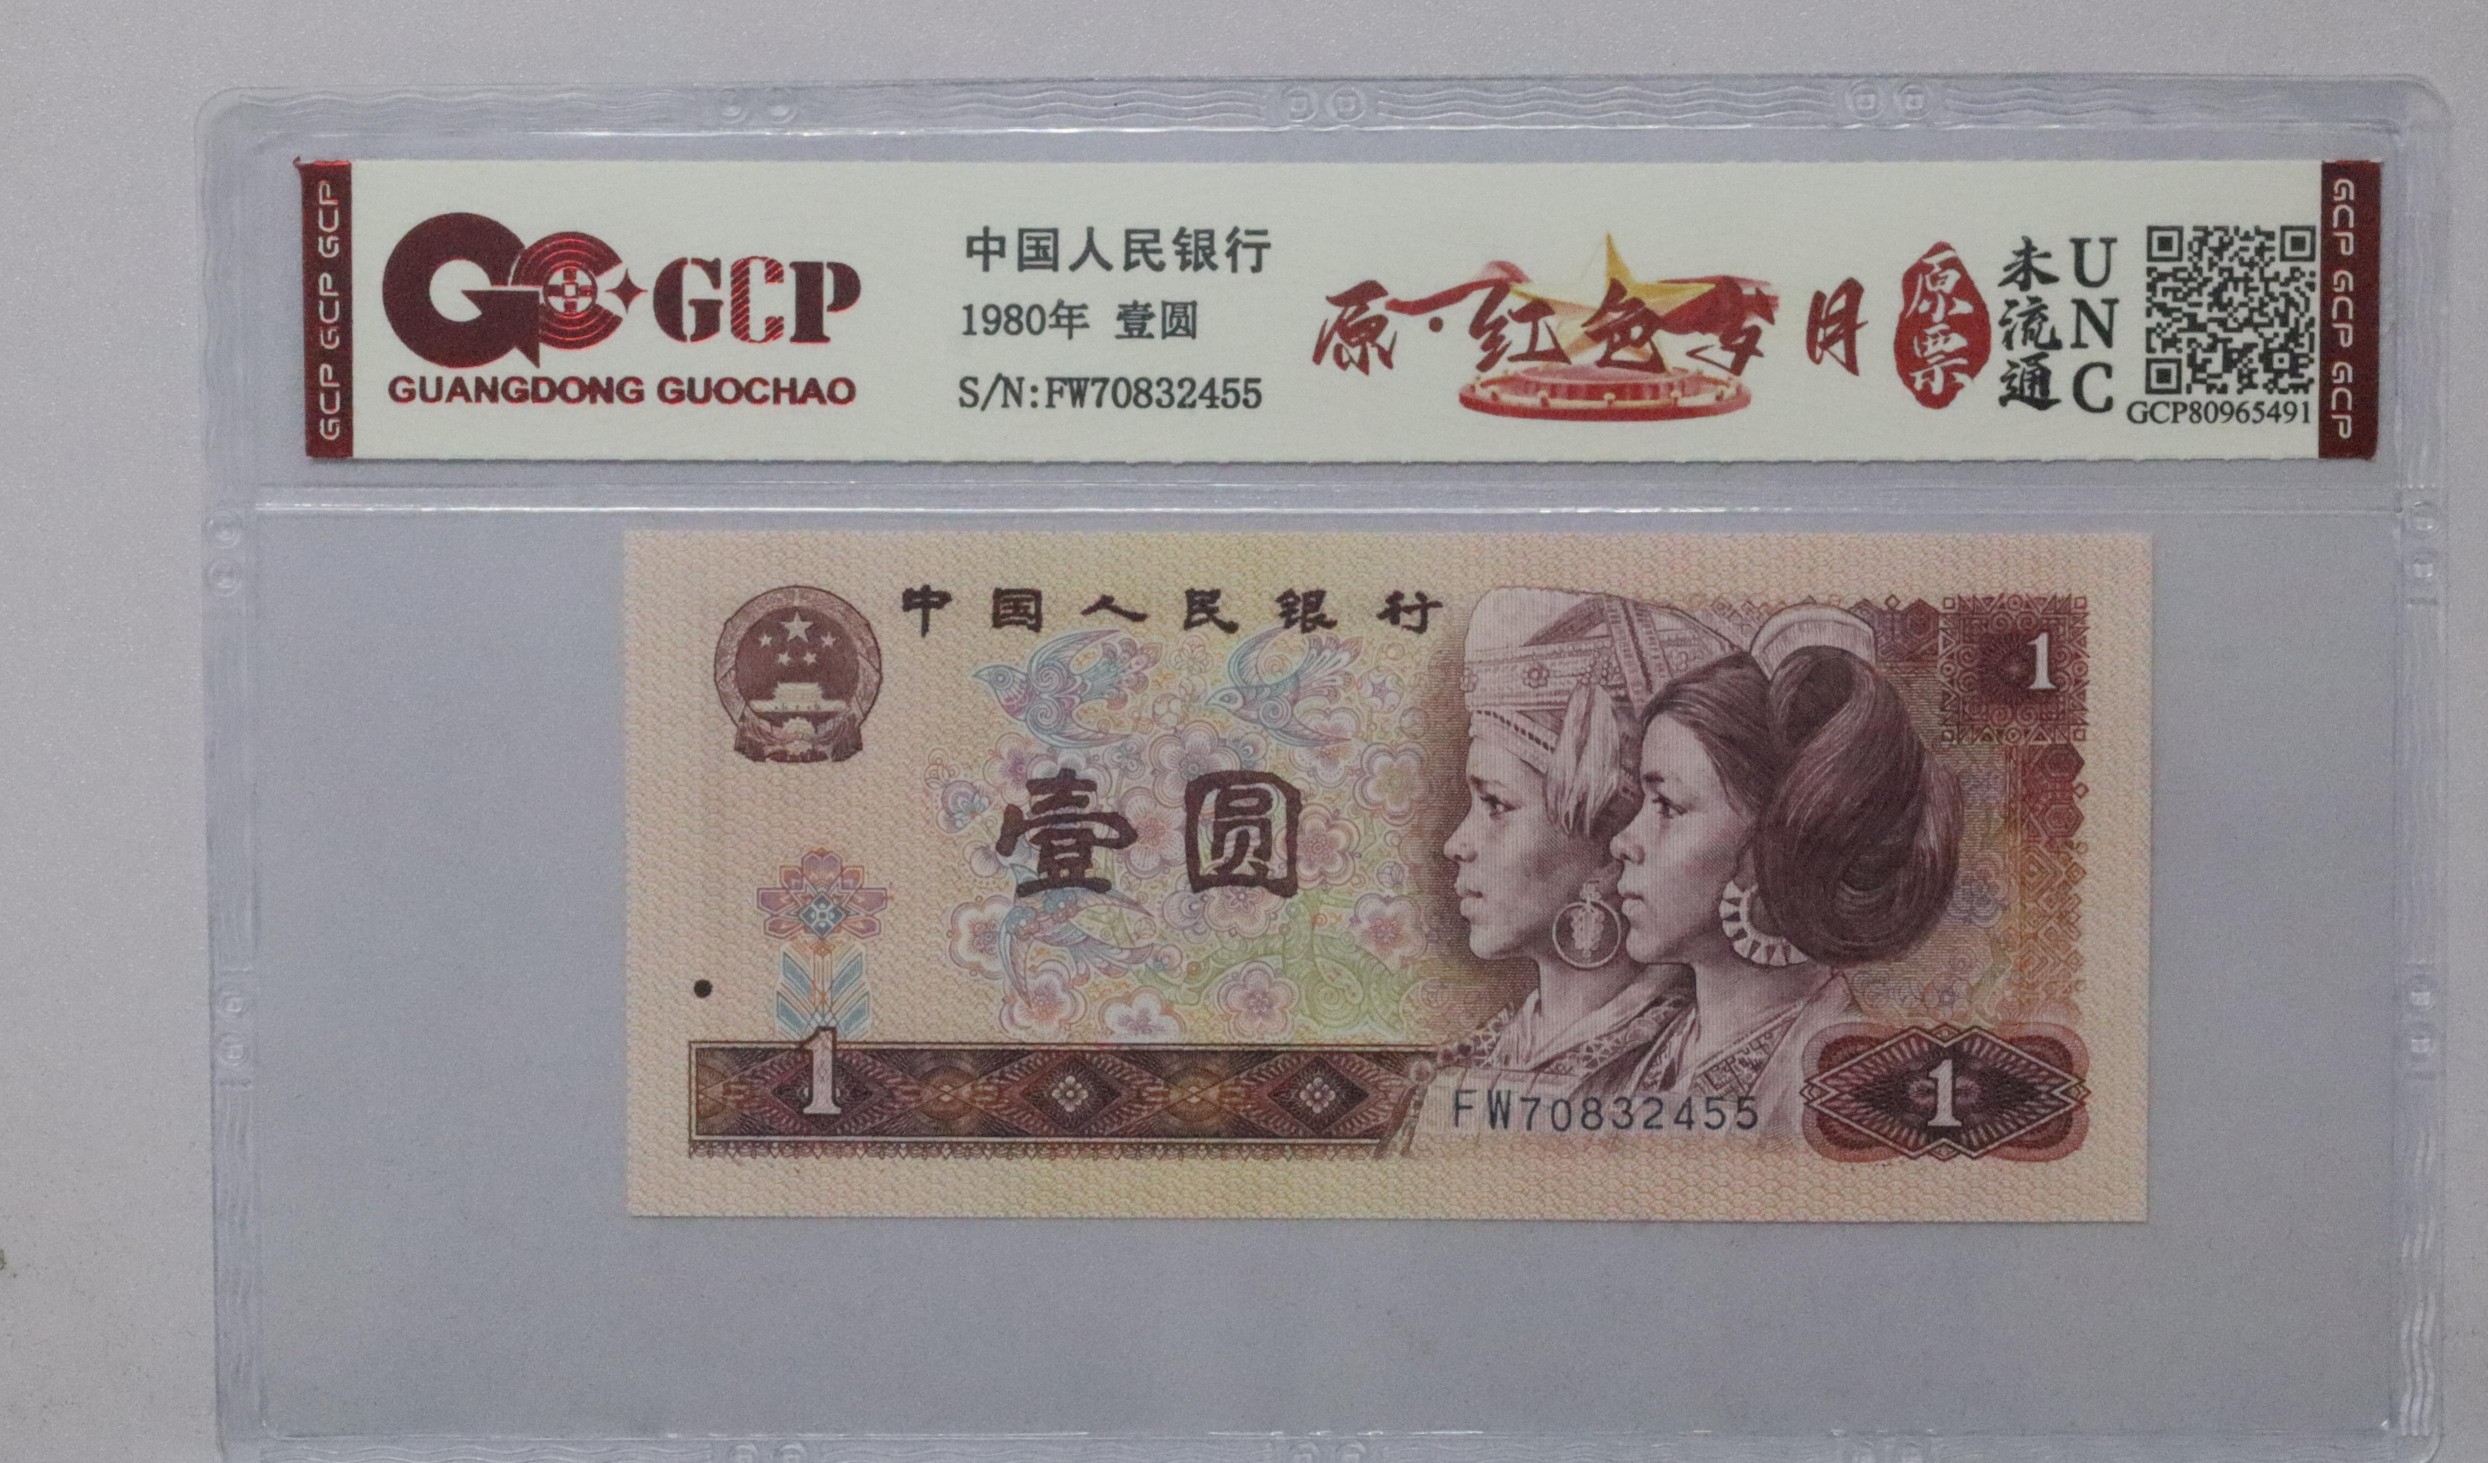 GCP GCP GCP
GCP
GUANGDONG GUOCHAO
中国人民银行
1980年 壹圆
S/N:FW70832455
原·红色岁月
原票
未流通
UNC
GCP80965491
GCP GCP GCP
中国人民银行
1
壹圆
1
FW70832455
1